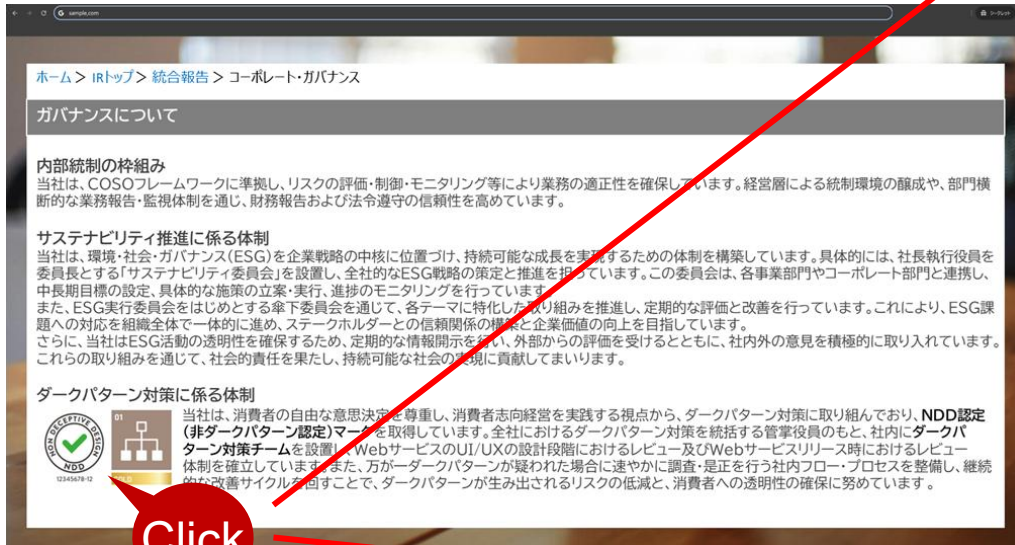 sample.com
シークレット
ホーム > IRトップ > 統合報告 > コーポレート・ガバナンス
ガバナンスについて
内部統制の枠組み
当社は、COSOフレームワークに準拠し、リスクの評価・制御・モニタリング等により業務の適正性を確保しています。経営層による統制環境の醸成や、部門横
断的な業務報告・監視体制を通じ、財務報告および法令遵守の信頼性を高めています。
サステナビリティ推進に係る体制
当社は、環境・社会・ガバナンス(ESG)を企業戦略の中核に位置づけ、持続可能な成長を実現するための体制を構築しています。具体的には、社長執行役員を
委員長とする「サステナビリティ委員会」を設置し、全社的なESG戦略の策定と推進を担っています。この委員会は、各事業部門やコーポレート部門と連携し、
中長期目標の設定、具体的な施策の立案・実行、進捗のモニタリングを行っています。
また、ESG実行委員会をはじめとする傘下委員会を通じて、各テーマに特化した取り組みを推進し、定期的な評価と改善を行っています。これにより、ESG課
題への対応を組織全体で一体的に進め、ステークホルダーとの信頼関係の構築と企業価値の向上を目指しています。
さらに、当社はESG活動の透明性を確保するため、定期的な情報開示を行い、外部からの評価を受けるとともに、社内外の意見を積極的に取り入れています。
これらの取り組みを通じて、社会的責任を果たし、持続可能な社会の実現に貢献してまいります。
ダークパターン対策に係る体制
NON DECEPTIVE DESIGN
NDD
12345678-12
01
当社は、消費者の自由な意思決定を尊重し、消費者志向経営を実践する視点から、ダークパターン対策に取り組んでおり、NDD認定
(非ダークパターン認定)マークを取得しています。全社におけるダークパターン対策を統括する管掌役員のもと、社内にダークパ
ターン対策チームを設置し、WebサービスのUI/UXの設計段階におけるレビュー及びWebサービスリリース時におけるレビュー
体制を確立しています。また、万が一ダークパターンが疑われた場合に速やかに調査・是正を行う社内フロー・プロセスを整備し、継続
的な改善サイクルを回すことで、ダークパターンが生み出されるリスクの低減と、消費者への透明性の確保に努めています。
Click